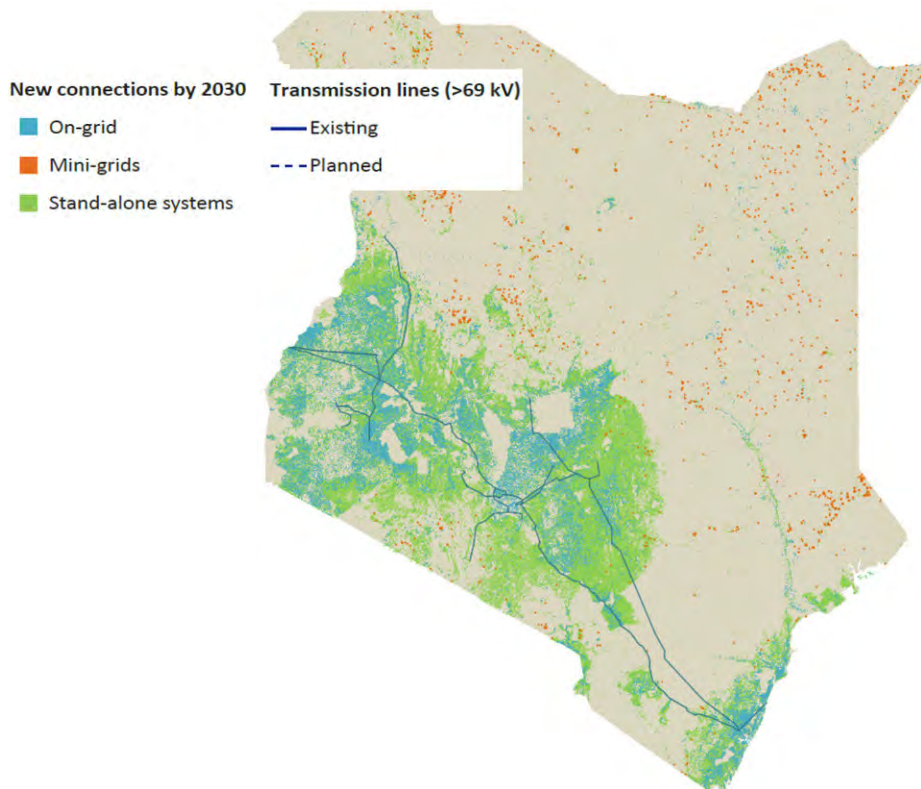 New connections by 2030
On-grid
Mini-grids
Stand-alone systems
Transmission lines (>69 kV)
Existing
Planned